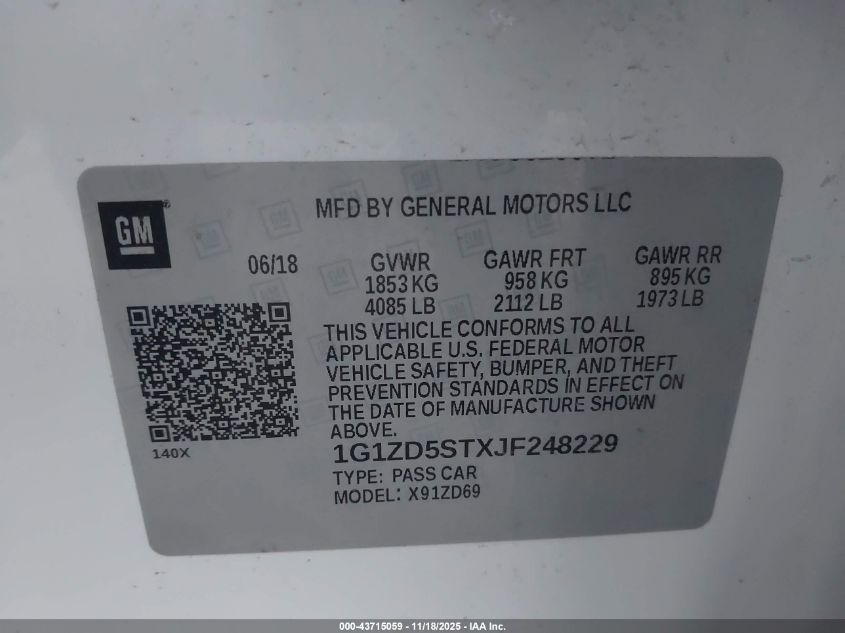 GM®
MFD BY GENERAL MOTORS LLC
06/18
GVWR
1853 KG
4085 LB
GAWR FRT
958 KG
2112 LB
GAWR RR
895 KG
1973 LB
THIS VEHICLE CONFORMS TO ALL
APPLICABLE U.S. FEDERAL MOTOR
VEHICLE SAFETY, BUMPER, AND THEFT
PREVENTION STANDARDS IN EFFECT ON
THE DATE OF MANUFACTURE SHOWN
ABOVE.
140X
1G1ZD5STXJF248229
TYPE: PASS CAR
MODEL: X91ZD69
000-43715059 - 11/18/2025 - IAA Inc.